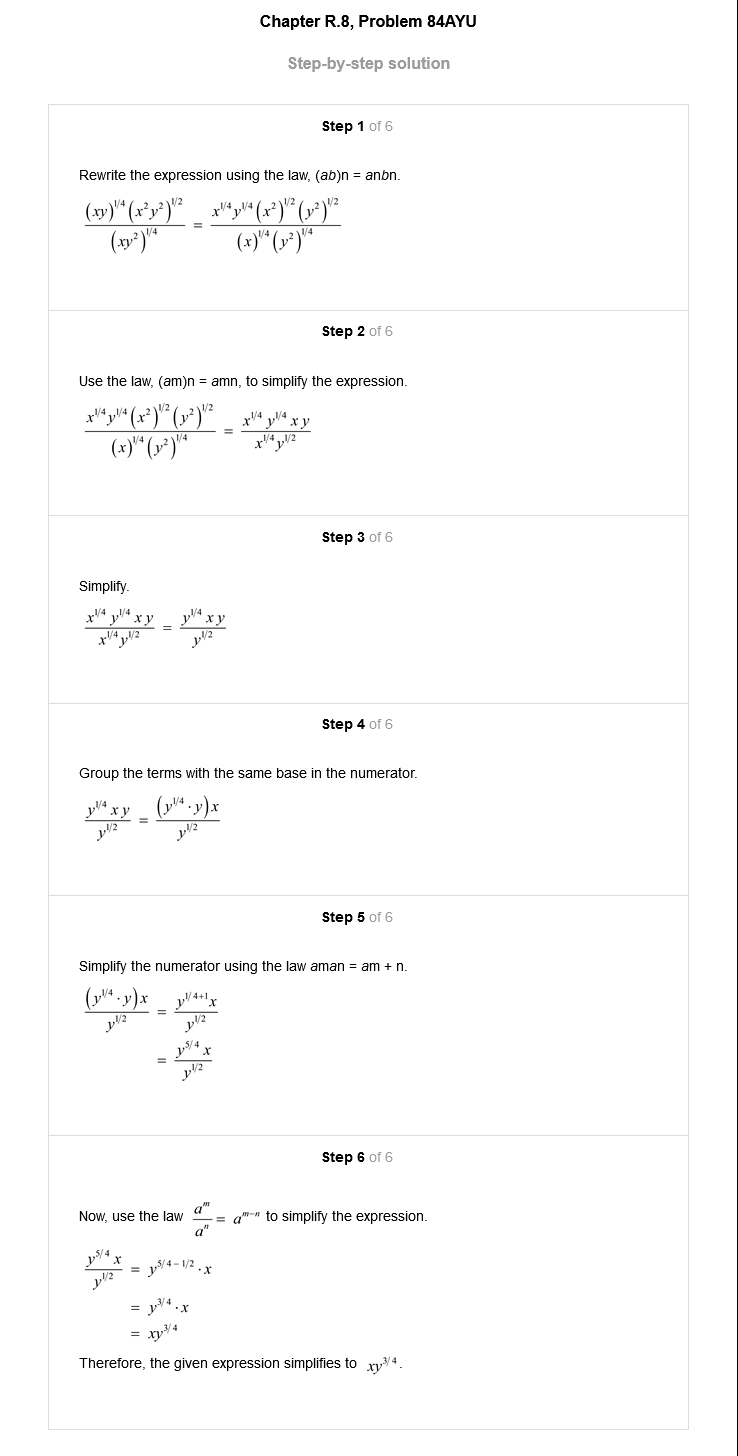 Chapter R.8, Problem 84AYU
Step-by-step solution
Step 1 of 6
Rewrite the expression using the law, (ab)n = anbn.
\frac{(xy)^{1/4}(x^2y^2)^{1/2}}{(xy^2)^{1/4}} = \frac{x^{1/4}y^{1/4}(x^2)^{1/2}(y^2)^{1/2}}{(x)^{1/4}(y^2)^{1/4}}
Step 2 of 6
Use the law, (am)n = amn, to simplify the expression.
\frac{x^{1/4}y^{1/4}(x^2)^{1/2}(y^2)^{1/2}}{(x)^{1/4}(y^2)^{1/4}} = \frac{x^{1/4} y^{1/4} x y}{x^{1/4}y^{1/2}}
Step 3 of 6
Simplify.
\frac{x^{1/4} y^{1/4} x y}{x^{1/4}y^{1/2}} = \frac{y^{1/4} x y}{y^{1/2}}
Step 4 of 6
Group the terms with the same base in the numerator.
\frac{y^{1/4} x y}{y^{1/2}} = \frac{(y^{1/4} \cdot y)x}{y^{1/2}}
Step 5 of 6
Simplify the numerator using the law aman = am + n.
\frac{(y^{1/4} \cdot y)x}{y^{1/2}} = \frac{y^{1/4+1}x}{y^{1/2}}
= \frac{y^{5/4} x}{y^{1/2}}
Step 6 of 6
Now, use the law \frac{a^m}{a^n} = a^{m-n} to simplify the expression.
\frac{y^{5/4} x}{y^{1/2}} = y^{5/4-1/2} \cdot x
= y^{3/4} \cdot x
= xy^{3/4}
Therefore, the given expression simplifies to xy^{3/4}.